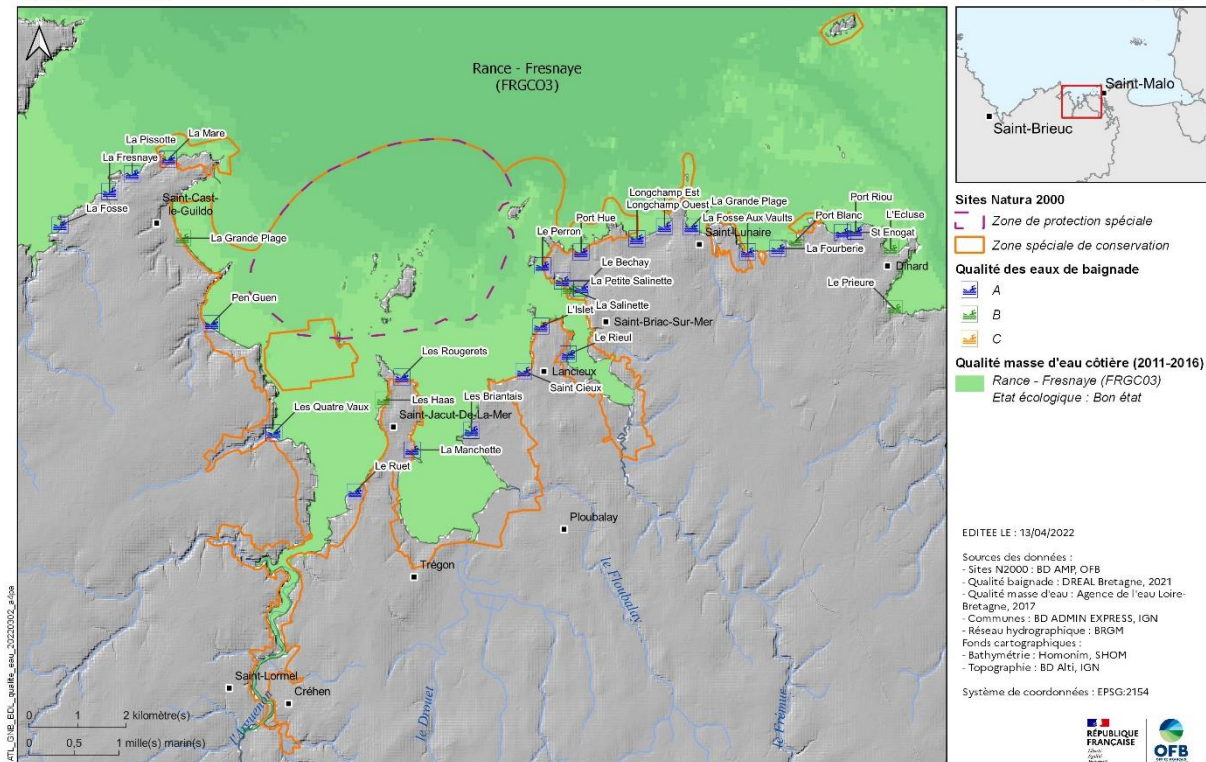 Rance - Fresnaye
(FRGC03)
La Pissotte
La Mare
La Fresnaye
La Fosse
Saint-Cast-
le-Guildo
La Grande Plage
Pen Guen
Longchamp Est
Longchamp Ouest
La Grande Plage
La Fosse Aux Vaults
Saint-Lunaire
Port Hue
Le Perron
Port Blanc
Port Riou
L'Ecluse
St Enogat
La Fourberie
Dinard
Le Prieure
Le Bechay
La Petite Salinette
La Salinette
L'Islet
Saint-Briac-Sur-Mer
Le Rieul
Lancieux
Saint Cieux
Les Rougerets
Les Haas
Les Briantais
Saint-Jacut-De-La-Mer
Les Quatre Vaux
La Manchette
Le Ruet
Ploubalay
Trégon
le Floubalay
Saint-Lormel
Créhen
l'Arguenon
le Drouet
le Frémur
0 1 2 kilomètre(s)
0 0,5 1 mille(s) marin(s)
Saint-Malo
Saint-Brieuc
Sites Natura 2000
Zone de protection spéciale
Zone spéciale de conservation
Qualité des eaux de baignade
A
B
C
Qualité masse d'eau côtière (2011-2016)
Rance - Fresnaye (FRGC03)
Etat écologique : Bon état
EDITEE LE : 13/04/2022
Sources des données :
- Sites N2000 : BD AMP, OFB
- Qualité baignade : DREAL Bretagne, 2021
- Qualité masse d'eau : Agence de l'eau Loire-
Bretagne, 2017
- Communes : BD ADMIN EXPRESS, IGN
- Réseau hydrographique : BRGM
Fonds cartographiques :
- Bathymétrie : Homonim, SHOM
- Topographie : BD Alti, IGN
Système de coordonnées : EPSG:2154
RÉPUBLIQUE
FRANÇAISE
Liberté
Égalité
Fraternité
OFB
ATL_GNB_BDL_qualite_eau_20220302_a4pa